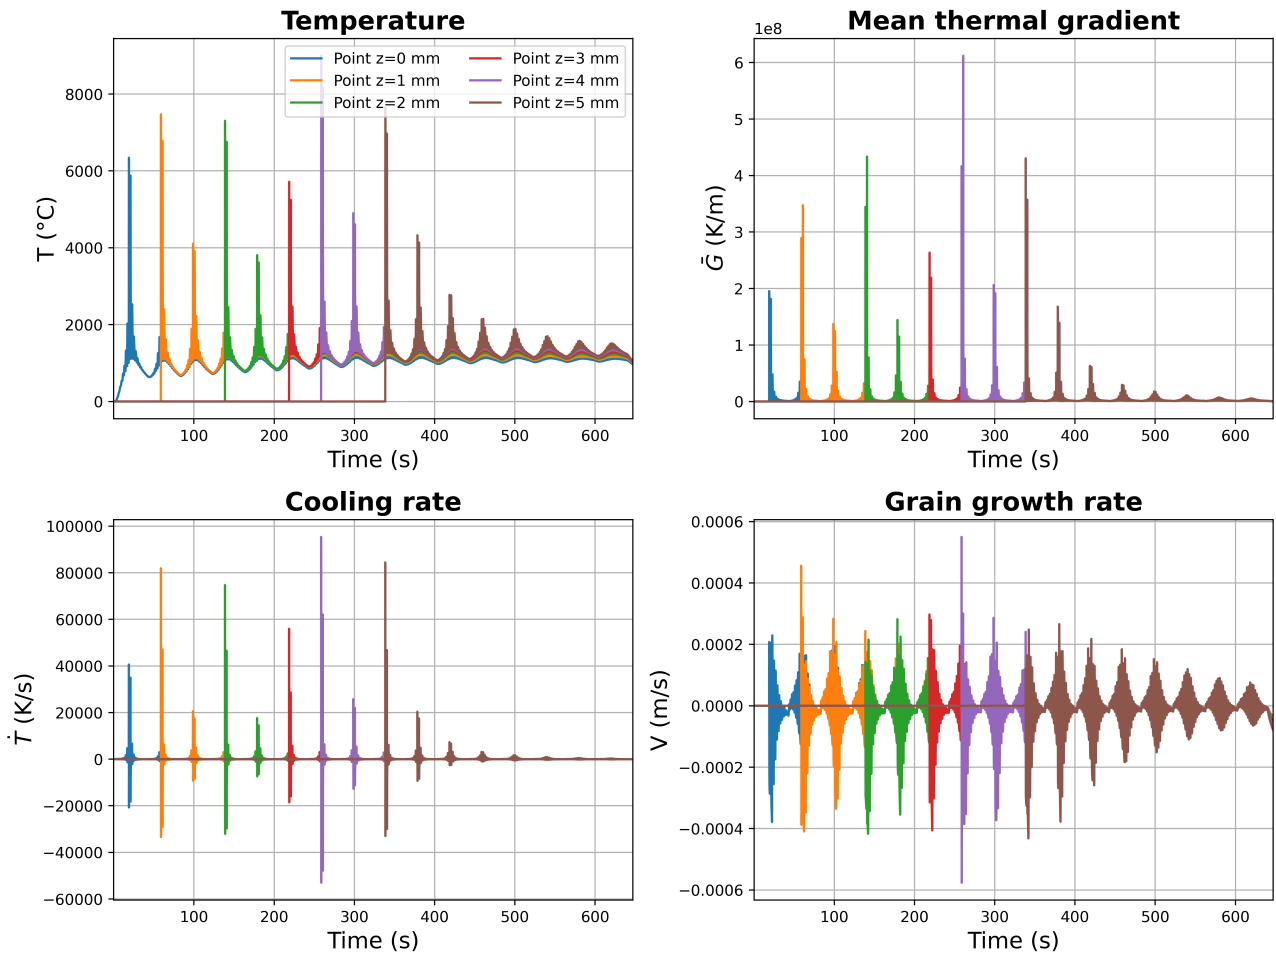 Temperature
Point z=0 mm
Point z=1 mm
Point z=2 mm
Point z=3 mm
Point z=4 mm
Point z=5 mm
8000
6000
4000
2000
0
T (°C)
100 200 300 400 500 600
Time (s)
Mean thermal gradient
1e8
6
5
4
3
2
1
0
G̅ (K/m)
100 200 300 400 500 600
Time (s)
Cooling rate
100000
80000
60000
40000
20000
0
−20000
−40000
−60000
Ṫ (K/s)
100 200 300 400 500 600
Time (s)
Grain growth rate
0.0006
0.0004
0.0002
0.0000
−0.0002
−0.0004
−0.0006
V (m/s)
100 200 300 400 500 600
Time (s)